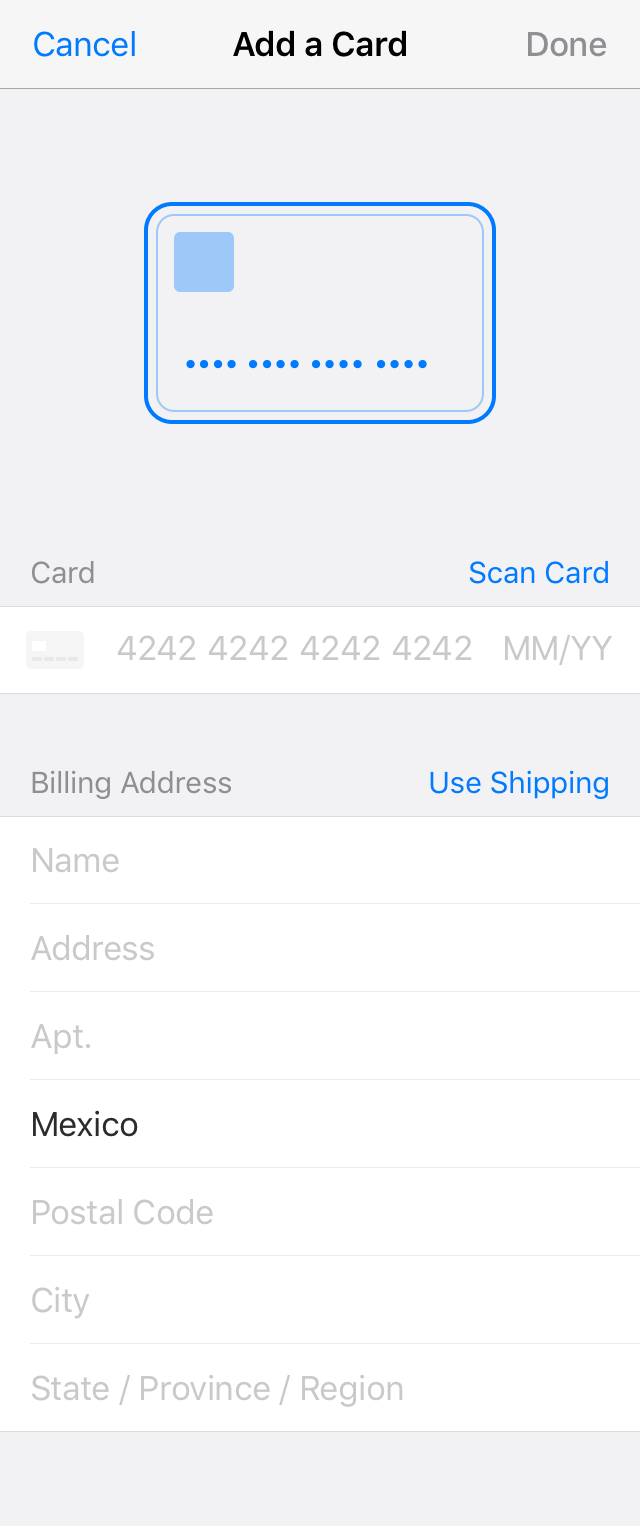 Cancel Add a Card Done
Card Scan Card
4242 4242 4242 4242 MM/YY
Billing Address Use Shipping
Name
Address
Apt.
Mexico
Postal Code
City
State / Province / Region